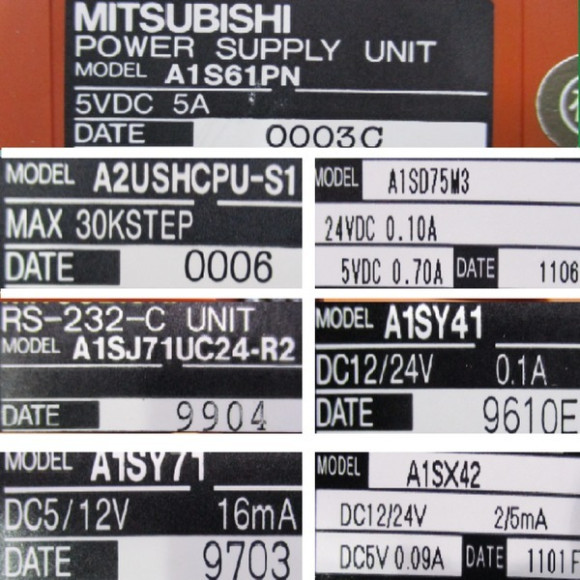 MITSUBISHI
POWER SUPPLY UNIT
MODEL A1S61PN
5VDC 5A
DATE 0003C
MODEL A2USHCPU-S1
MAX 30KSTEP
DATE 0006
MODEL A1SD75M3
24VDC 0.10A
5VDC 0.70A DATE 1106
RS-232-C UNIT
MODEL A1SJ71UC24-R2
DATE 9904
MODEL A1SY41
DC12/24V 0.1A
DATE 9610E
MODEL A1SY71
DC5/12V 16mA
DATE 9703
MODEL A1SX42
DC12/24V 2/5mA
DC5V 0.09A DATE 1101F